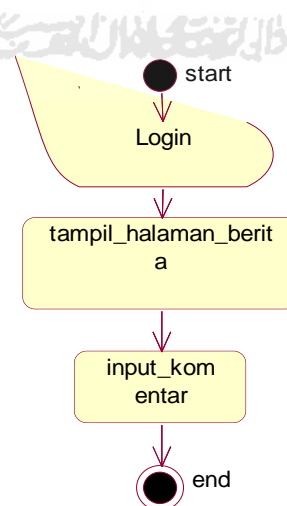 start
Login
tampil_halaman_berit
a
input_kom
entar
end